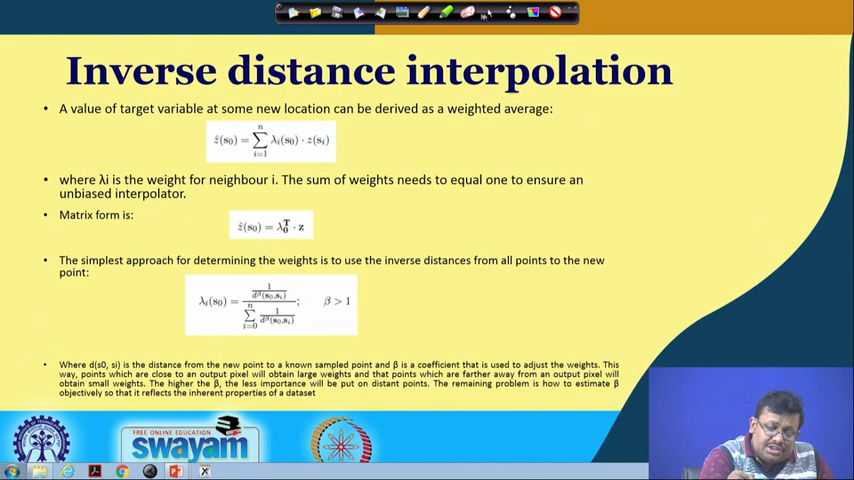 Inverse distance interpolation
• A value of target variable at some new location can be derived as a weighted average:
ẑ(s₀) = ∑ᵢ₌₁ⁿ λᵢ(s₀) · z(sᵢ)
• where λi is the weight for neighbour i. The sum of weights needs to equal one to ensure an
unbiased interpolator.
• Matrix form is:
ẑ(s₀) = λ₀ᵀ · z
• The simplest approach for determining the weights is to use the inverse distances from all points to the new
point:
λᵢ(s₀) = (1/d^β(s₀,sᵢ)) / (∑ᵢ₌₀ⁿ 1/d^β(s₀,sᵢ)); β > 1
• Where d(s0, si) is the distance from the new point to a known sampled point and β is a coefficient that is used to adjust the weights. This
way, points which are close to an output pixel will obtain large weights and that points which are farther away from an output pixel will
obtain small weights. The higher the β, the less importance will be put on distant points. The remaining problem is how to estimate β
objectively so that it reflects the inherent properties of a dataset
FREE ONLINE EDUCATION
swayam